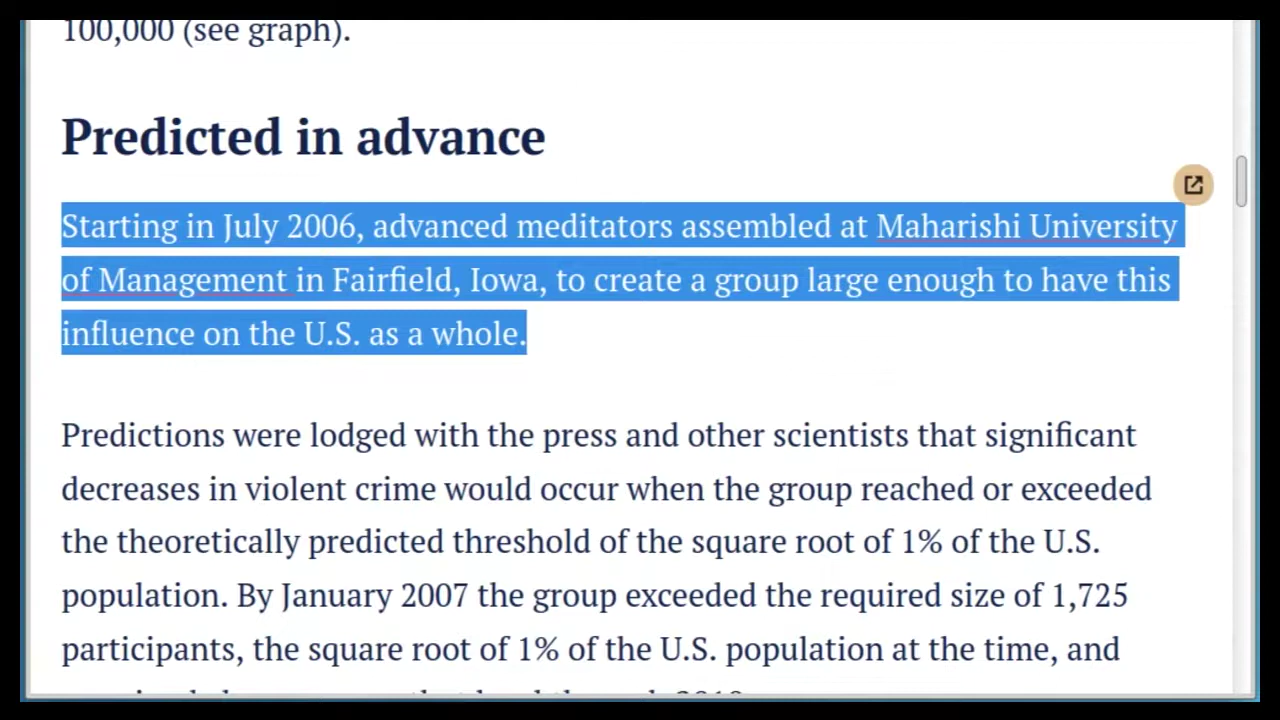 100,000 (see graph).
Predicted in advance
Starting in July 2006, advanced meditators assembled at Maharishi University
of Management in Fairfield, Iowa, to create a group large enough to have this
influence on the U.S. as a whole.
Predictions were lodged with the press and other scientists that significant
decreases in violent crime would occur when the group reached or exceeded
the theoretically predicted threshold of the square root of 1% of the U.S.
population. By January 2007 the group exceeded the required size of 1,725
participants, the square root of 1% of the U.S. population at the time, and